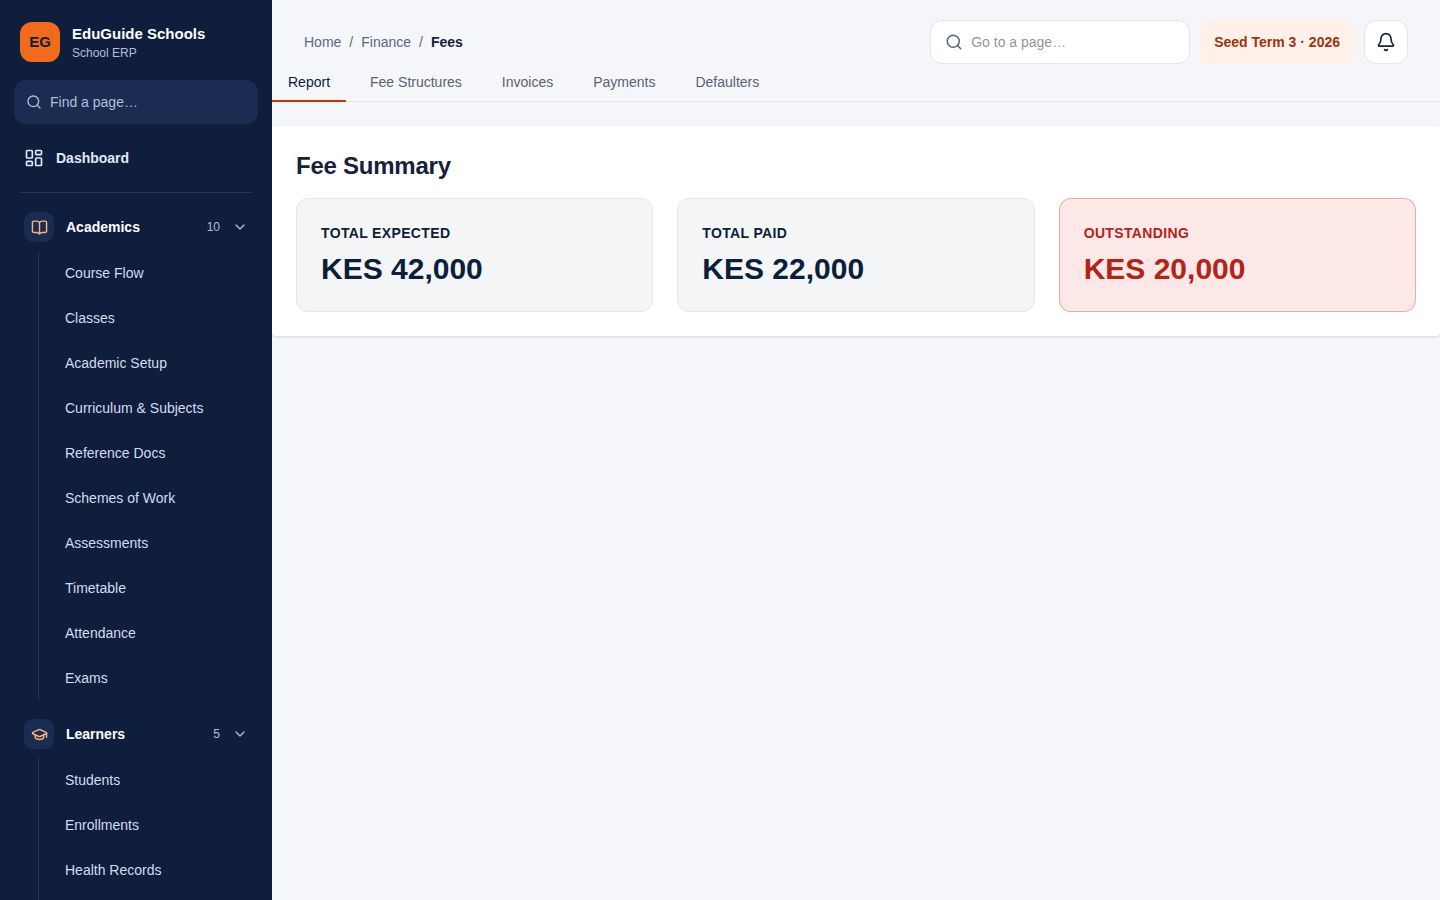 EG
EduGuide Schools
School ERP
Find a page…
Dashboard
Academics 10
Course Flow
Classes
Academic Setup
Curriculum & Subjects
Reference Docs
Schemes of Work
Assessments
Timetable
Attendance
Exams
Learners 5
Students
Enrollments
Health Records
Home / Finance / Fees
Go to a page…
Seed Term 3 · 2026
Report Fee Structures Invoices Payments Defaulters
Fee Summary
TOTAL EXPECTED
KES 42,000
TOTAL PAID
KES 22,000
OUTSTANDING
KES 20,000